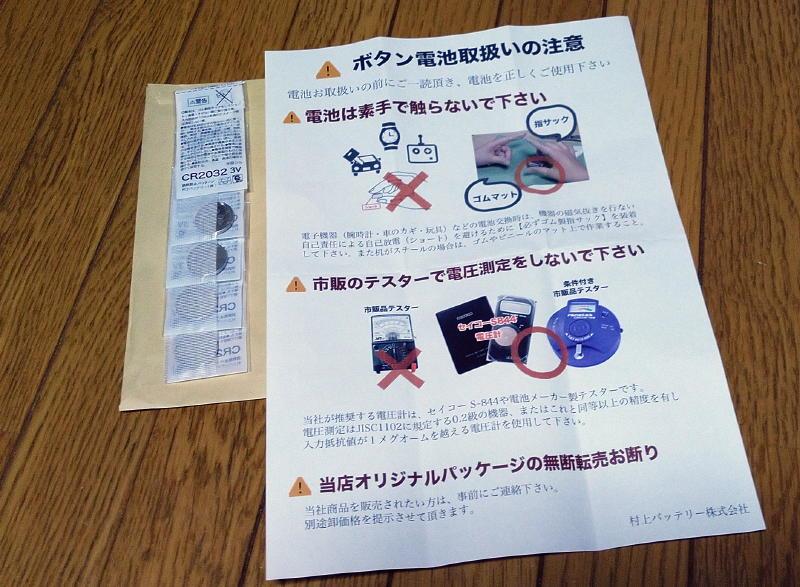 ボタン電池取扱いの注意
電池お取扱いの前にご一読頂き、電池を正しくご使用下さい
電池は素手で触らないで下さい
指サック
ゴムマット
電子機器（腕時計・車のカギ・玩具）などの電池交換時は、機器の磁気抜きを行ない
自己責任による自己放電（ショート）を避けるために【必ずゴム製指サック】を装着
して下さい。また机がスチールの場合は、ゴムやビニールのマット上で作業すること。
市販のテスターで電圧測定をしないで下さい
市販品テスター
セイコーS844
電圧計
条件付き
市販品テスター
当社が推奨する電圧計は、セイコー S-844や電池メーカー製テスターです。
電圧測定はJISC1102に規定する0.2級の機器、またはこれと同等以上の精度を有し
入力抵抗値が１メグオームを越える電圧計を使用して下さい。
当店オリジナルパッケージの無断転売お断り
当社商品を販売されたい方は、事前にご連絡下さい。
別途卸価格を提示させて頂きます。
村上バッテリー株式会社
⚠警告
CR2032 3V